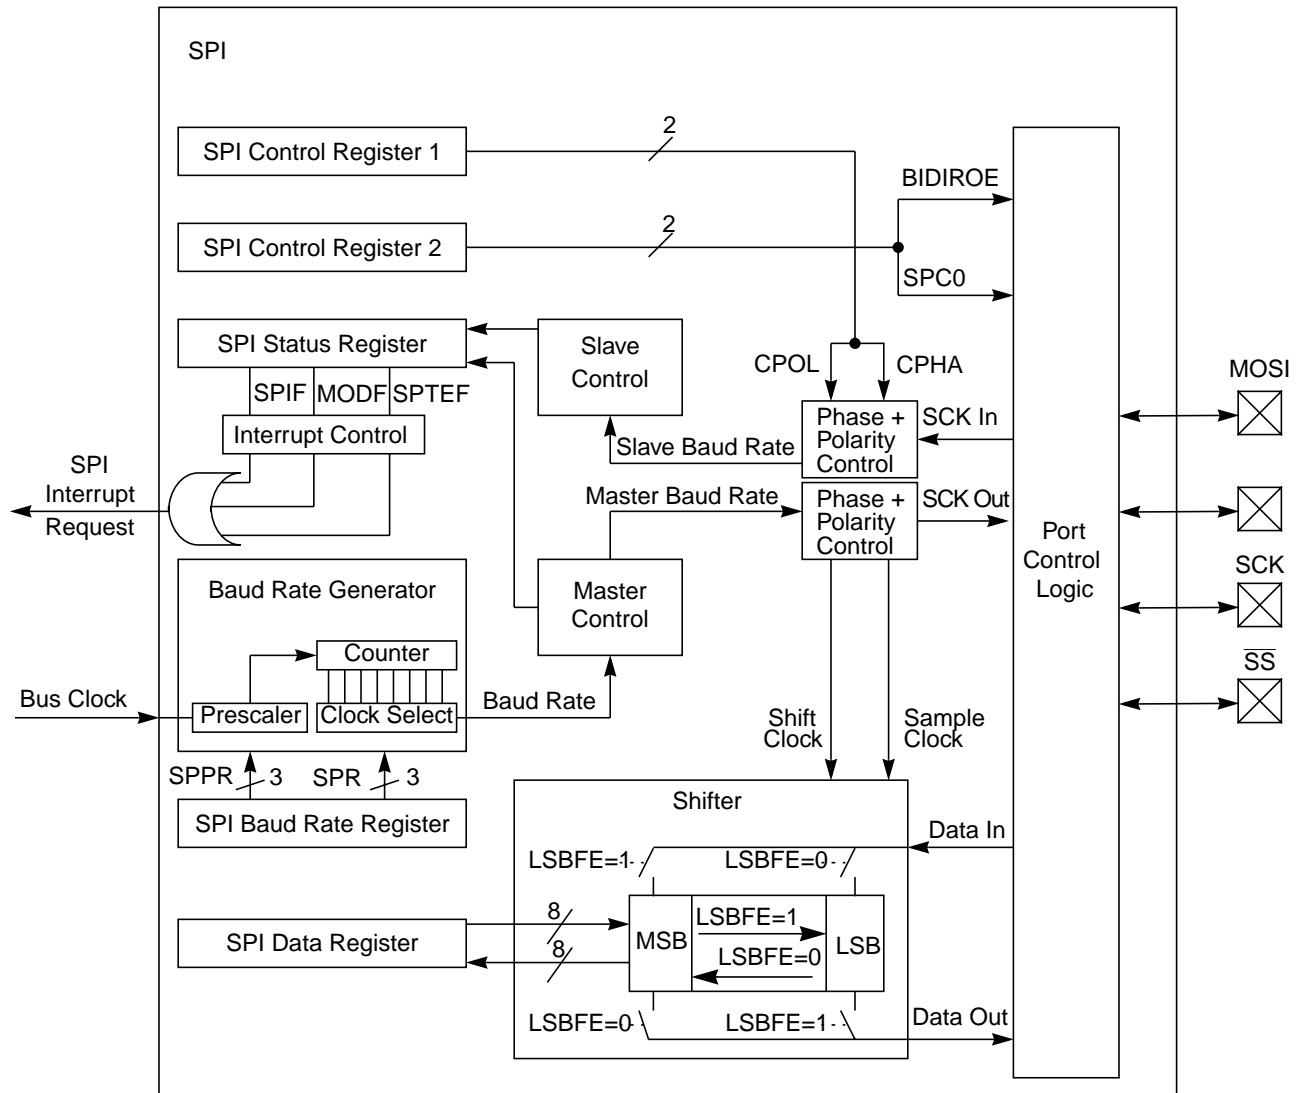 SPI
SPI Control Register 1
2
BIDIROE
SPI Control Register 2
2
SPC0
SPI Status Register
Slave
Control
CPOL
CPHA
MOSI
SPIF
MODF
SPTEF
Interrupt Control
Phase +
Polarity
Control
SCK In
Slave Baud Rate
SPI
Interrupt
Request
Master Baud Rate
Phase +
Polarity
Control
SCK Out
Port
Control
Logic
SCK
Baud Rate Generator
Master
Control
Counter
SS
Bus Clock
Prescaler
Clock Select
Baud Rate
Shift
Clock
Sample
Clock
SPPR
3
SPR
3
SPI Baud Rate Register
Shifter
Data In
LSBFE=1
LSBFE=0
SPI Data Register
8
8
MSB
LSBFE=1
LSBFE=0
LSB
LSBFE=0
LSBFE=1
Data Out